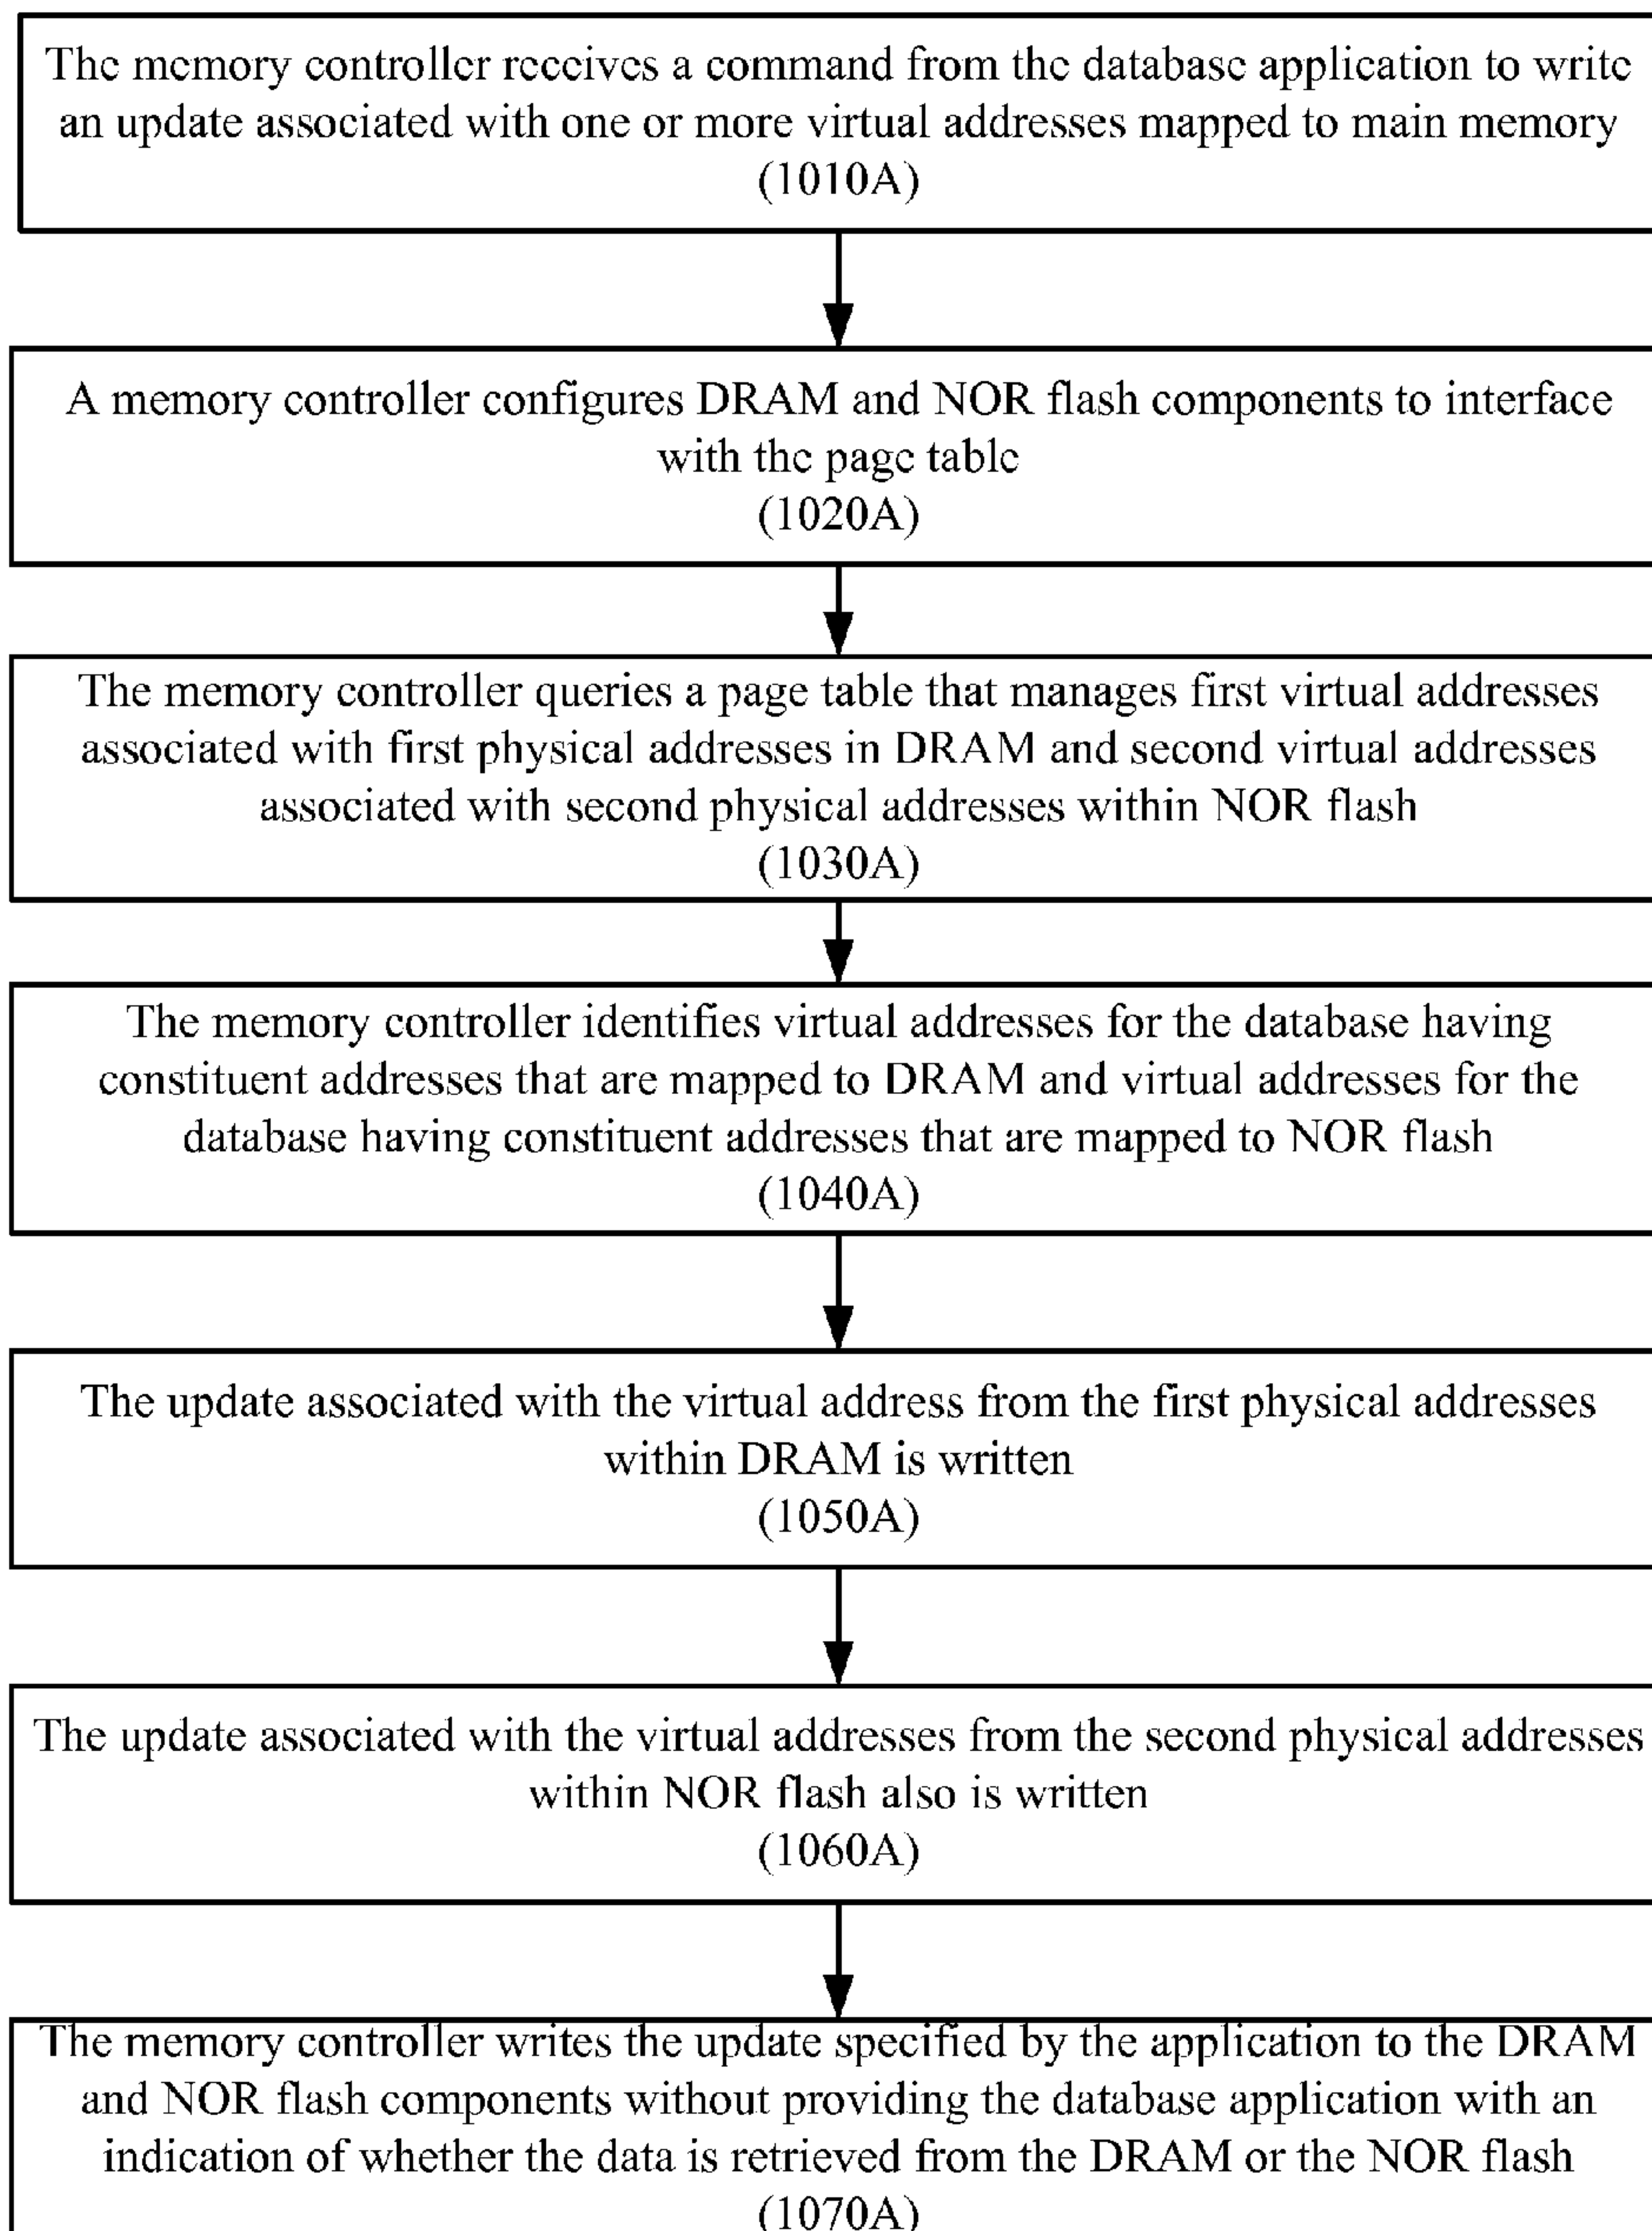 The memory controller receives a command from the database application to write
an update associated with one or more virtual addresses mapped to main memory
(1010A)
A memory controller configures DRAM and NOR flash components to interface
with the page table
(1020A)
The memory controller queries a page table that manages first virtual addresses
associated with first physical addresses in DRAM and second virtual addresses
associated with second physical addresses within NOR flash
(1030A)
The memory controller identifies virtual addresses for the database having
constituent addresses that are mapped to DRAM and virtual addresses for the
database having constituent addresses that are mapped to NOR flash
(1040A)
The update associated with the virtual address from the first physical addresses
within DRAM is written
(1050A)
The update associated with the virtual addresses from the second physical addresses
within NOR flash also is written
(1060A)
The memory controller writes the update specified by the application to the DRAM
and NOR flash components without providing the database application with an
indication of whether the data is retrieved from the DRAM or the NOR flash
(1070A)